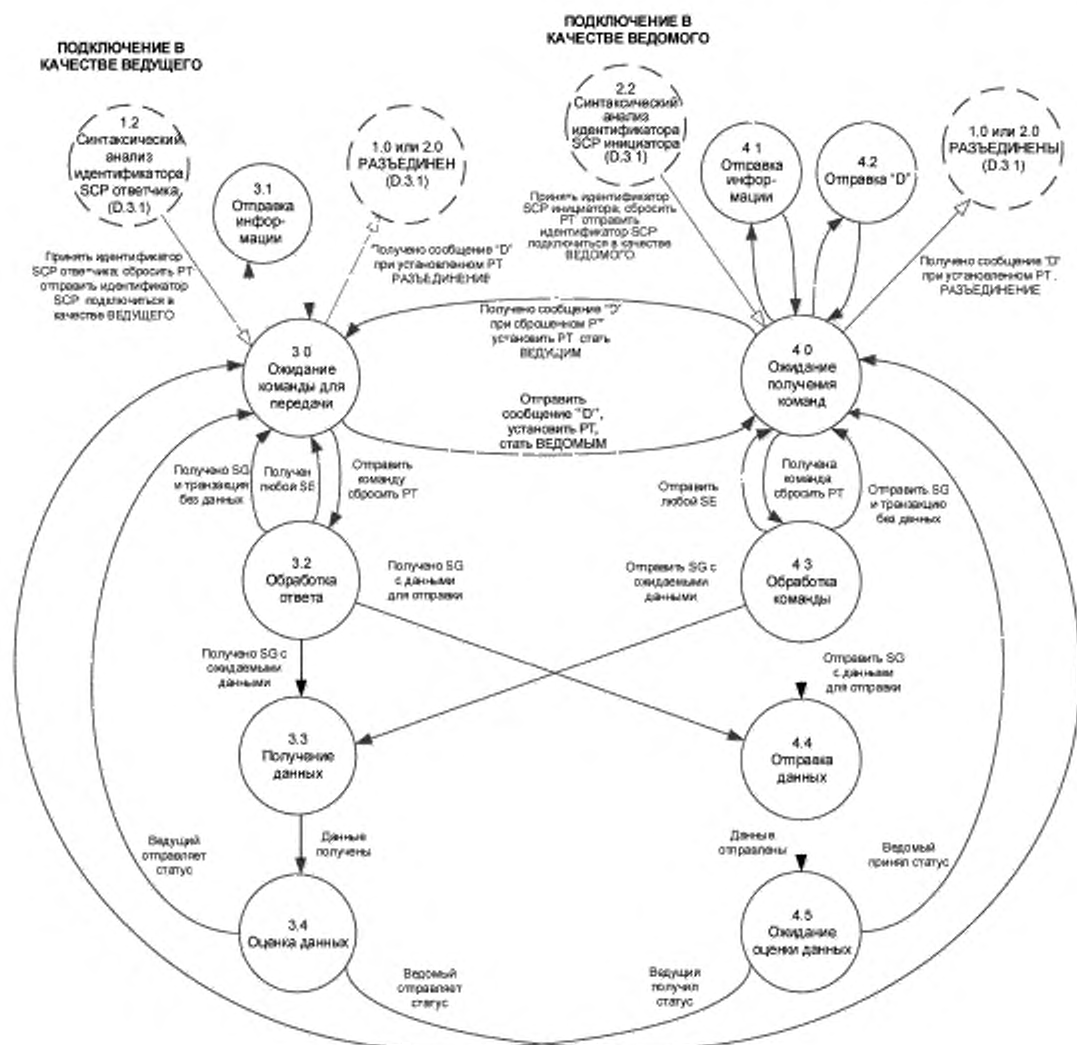 ПОДКЛЮЧЕНИЕ В
КАЧЕСТВЕ ВЕДУЩЕГО
ПОДКЛЮЧЕНИЕ В
КАЧЕСТВЕ ВЕДОМОГО
1.2
Синтаксический
анализ
идентификатора
SCP ответчика
(D.3.1)
3.1
Отправка
инфор-
мации
1.0 или 2.0
РАЗЪЕДИНЕН
(D.3.1)
2.2
Синтаксический
анализ
идентификатора
SCP инициатора
(D.3 1)
4 1
Отправка
инфор-
мации
4.2
Отправка "D"
1.0 или 2.0
РАЗЪЕДИНЕНЫ
(D.3 1)
Принять идентификатор
SCP ответчика; сбросить РТ
отправить идентификатор
SCP подключиться в
качестве ВЕДУЩЕГО
Получено сообщение "D"
при установленном РТ
РАЗЪЕДИНЕНИЕ
Принять идентификатор
SCP инициатора; сбросить
РТ отправить
идентификатор SCP
подключиться в качестве
ВЕДОМОГО
Получено сообщение "D"
при установленном РТ .
РАЗЪЕДИНЕНИЕ
Получено сообщение "D"
при сброшенном РТ
установить РТ стать
ВЕДУЩИМ
3 0
Ожидание
команды для
передачи
4 0
Ожидание
получения
команд
Отправить
сообщение "D",
установить РТ,
стать ВЕДОМЫМ
Получено SG
и транзакция
без данных
Получен
любой SE
Отправить
команду
сбросить РТ
Отправить
любой SE
Получена
команда
сбросить РТ
Отправить SG
и транзакцию
без данных
3.2
Обработка
ответа
Получено SG
с данными
для отправки
Отправить SG с
ожидаемыми
данными
4 3
Обработка
команды
Получено SG с
ожидаемыми
данными
Отправить SG
с данными
для отправки
3.3
Получение
данных
4.4
Отправка
данных
Ведущий
отправляет
статус
Данные
получены
Данные
отправлены
Ведомый
принял статус
3.4
Оценка данных
4.5
Ожидание
оценки данных
Ведомый
отправляет
статус
Ведущий
получил
статус